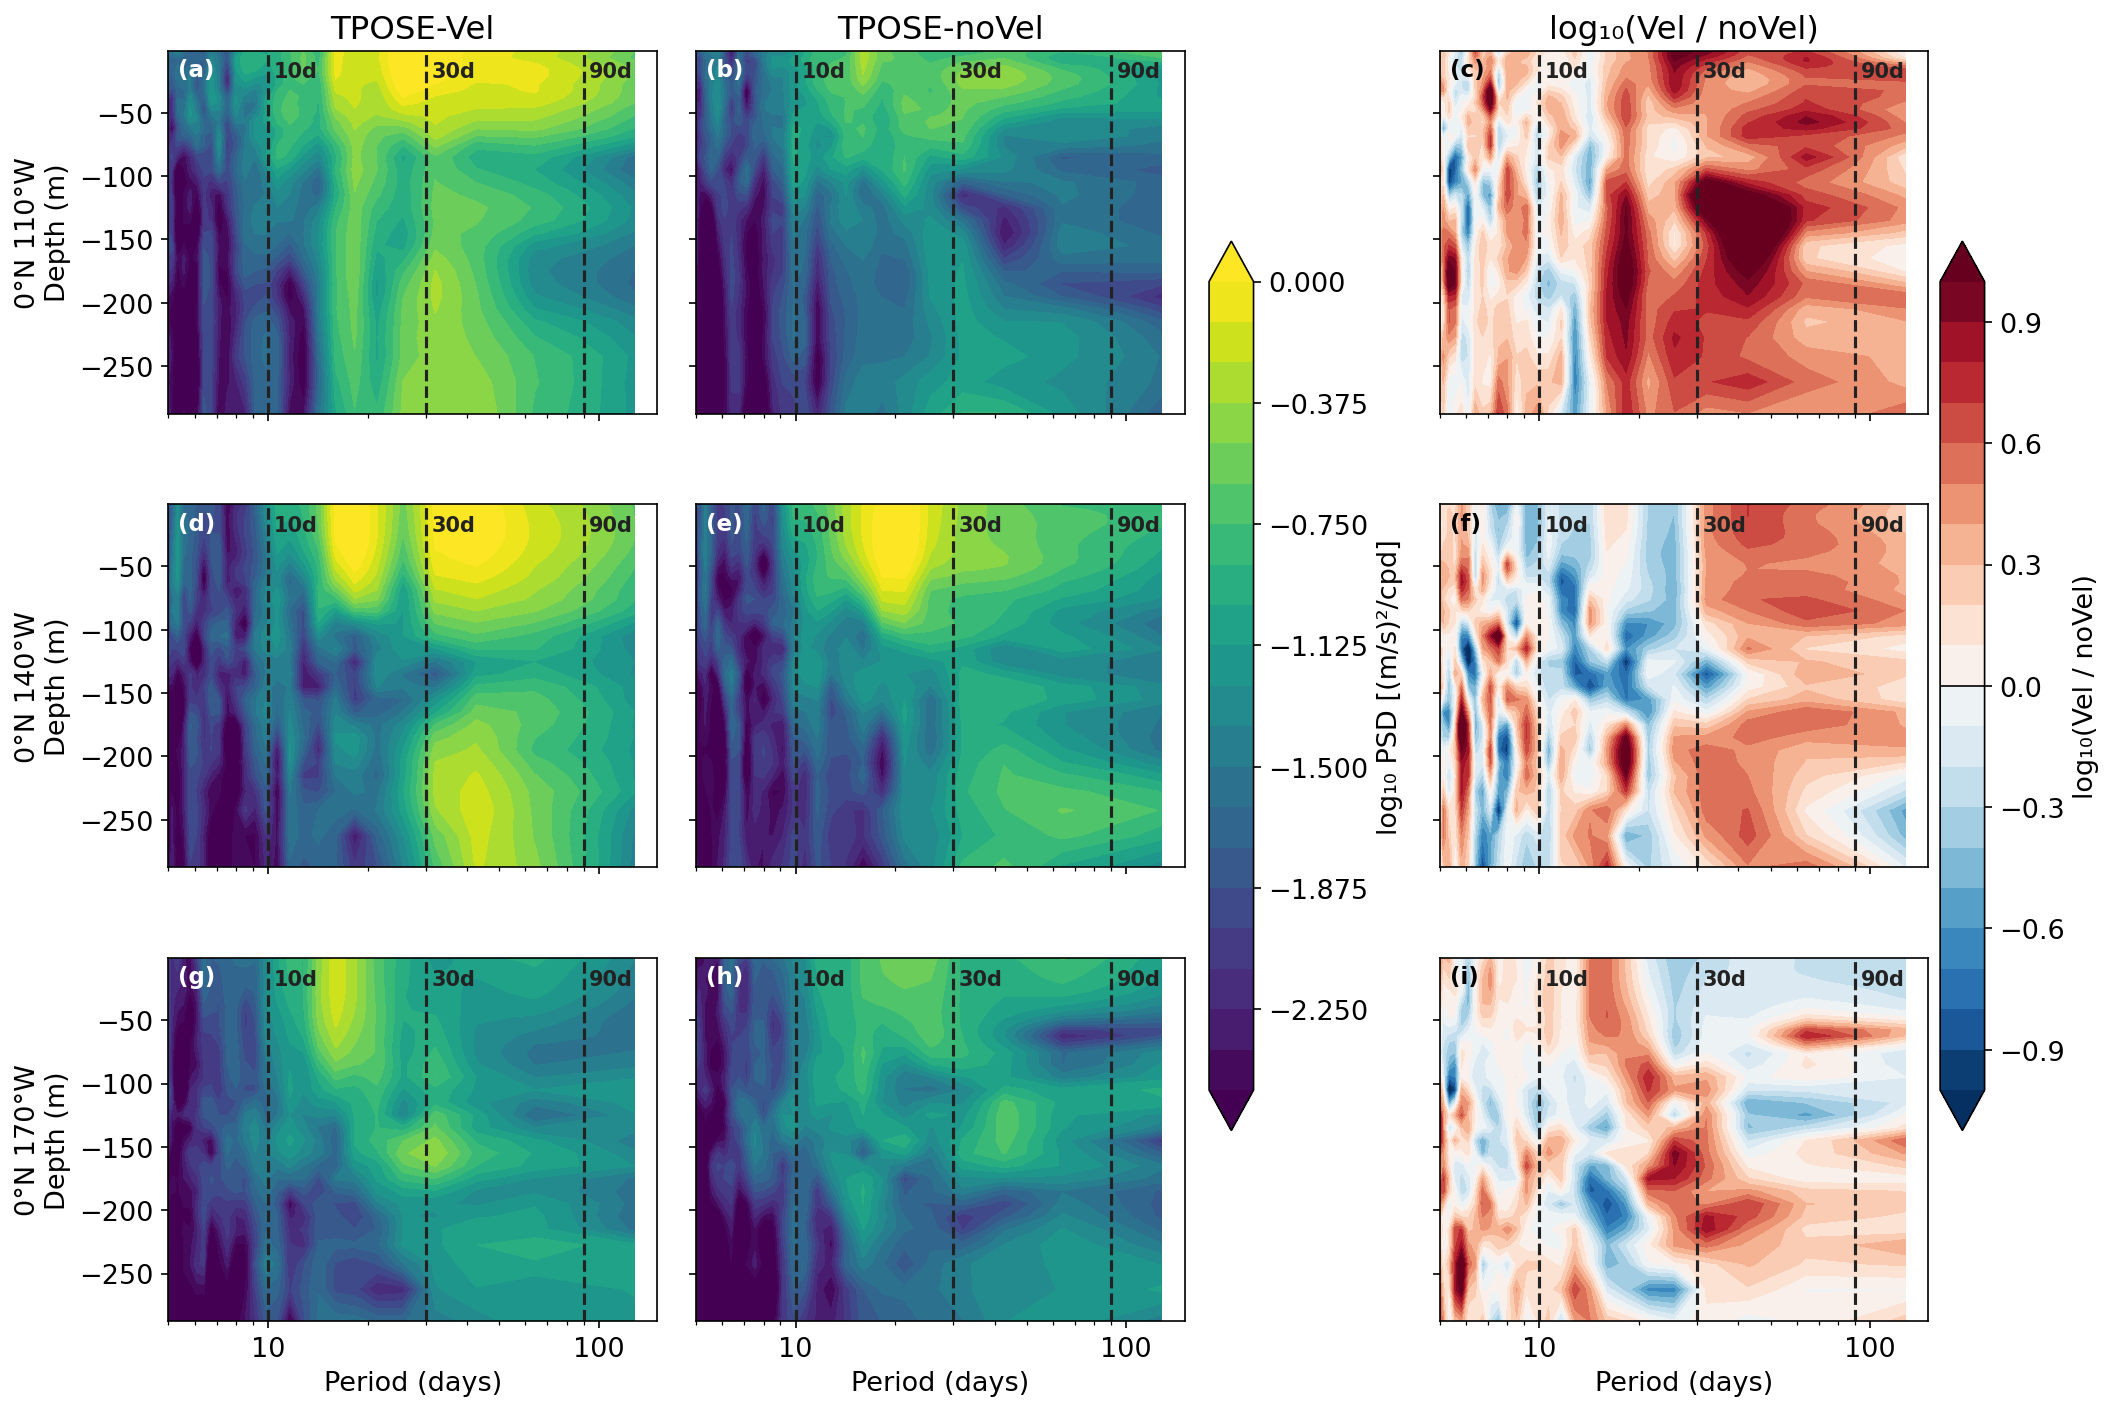 TPOSE-Vel
TPOSE-noVel
log₁₀(Vel / noVel)
(a) 10d 30d 90d
(b) 10d 30d 90d
(c) 10d 30d 90d
0°N 110°W
Depth (m)
−50
−100
−150
−200
−250
(d) 10d 30d 90d
(e) 10d 30d 90d
(f) 10d 30d 90d
0°N 140°W
Depth (m)
−50
−100
−150
−200
−250
(g) 10d 30d 90d
(h) 10d 30d 90d
(i) 10d 30d 90d
0°N 170°W
Depth (m)
−50
−100
−150
−200
−250
10 100
10 100
10 100
Period (days)
Period (days)
Period (days)
0.000
−0.375
−0.750
−1.125
−1.500
−1.875
−2.250
log₁₀ PSD [(m/s)²/cpd]
0.9
0.6
0.3
0.0
−0.3
−0.6
−0.9
log₁₀(Vel / noVel)